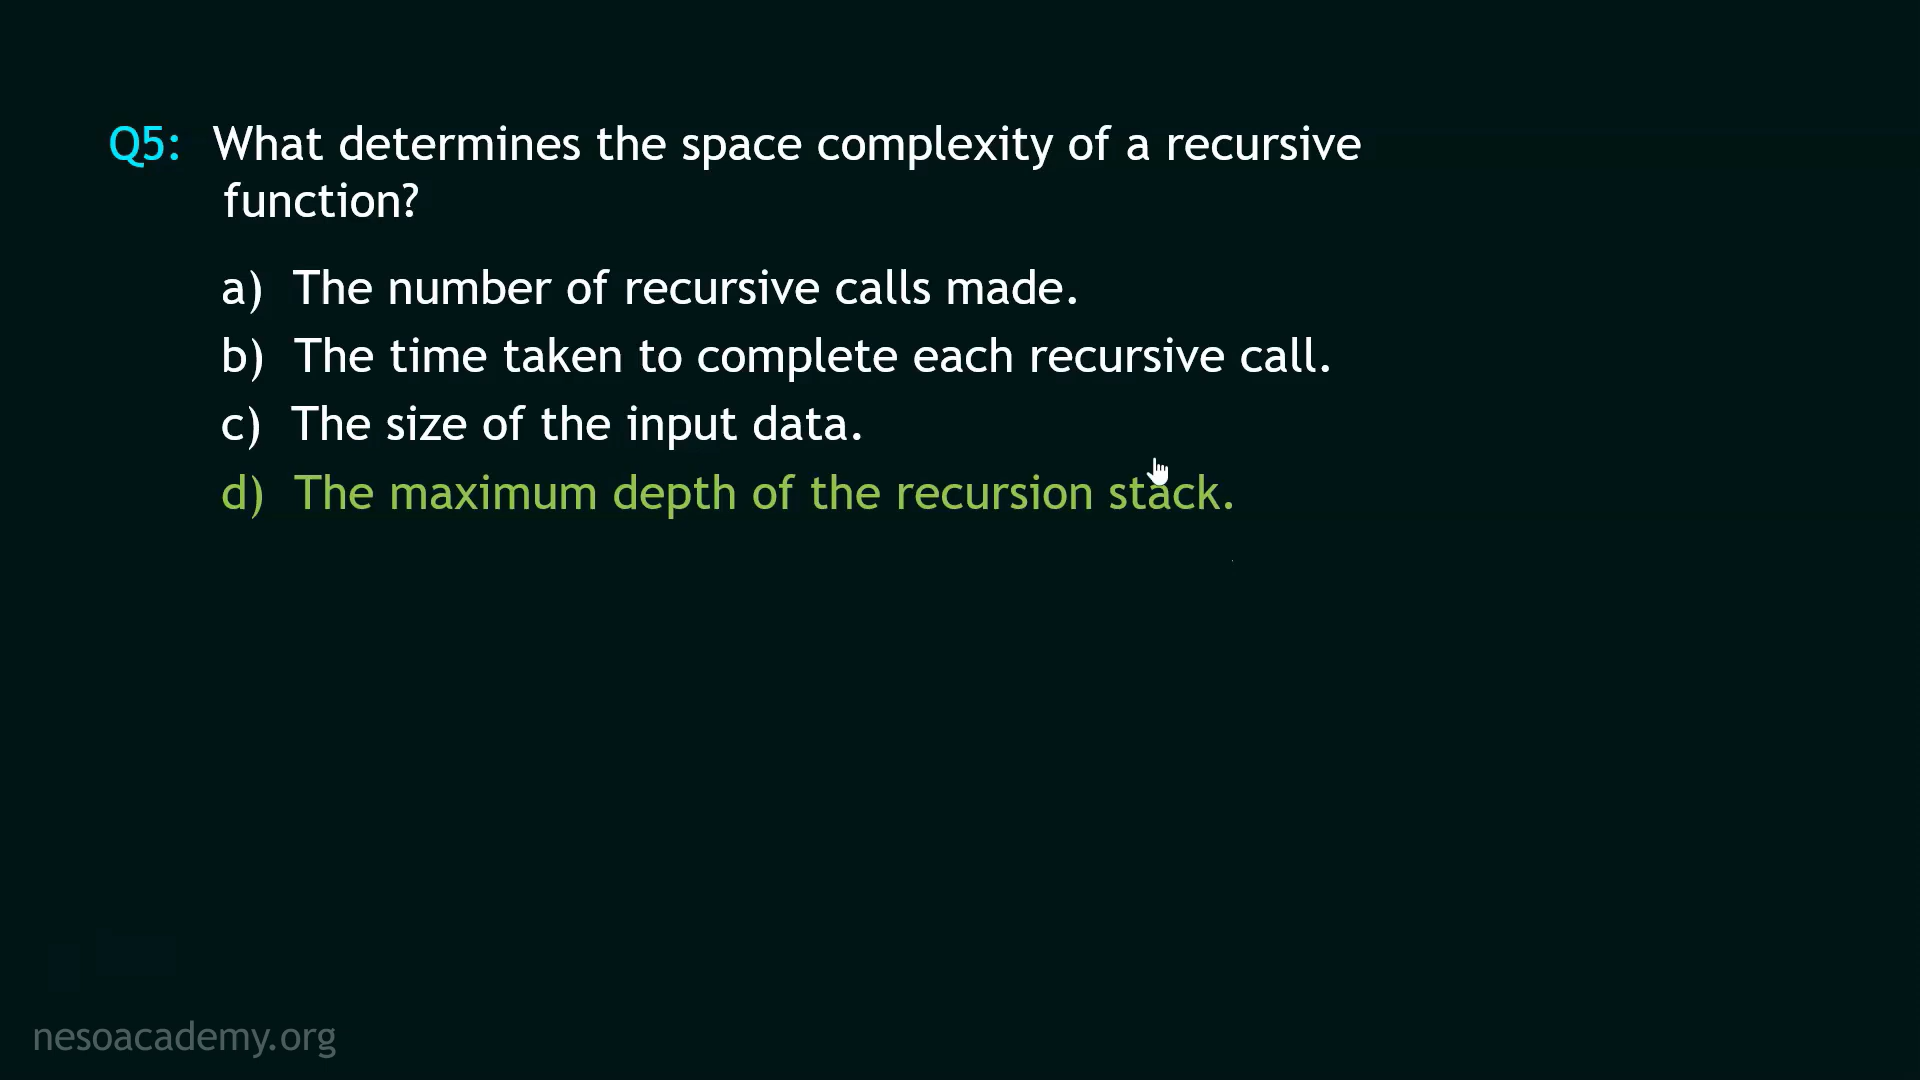 Q5: What determines the space complexity of a recursive
function?
a) The number of recursive calls made.
b) The time taken to complete each recursive call.
c) The size of the input data.
d) The maximum depth of the recursion stack.
nesoacademy.org